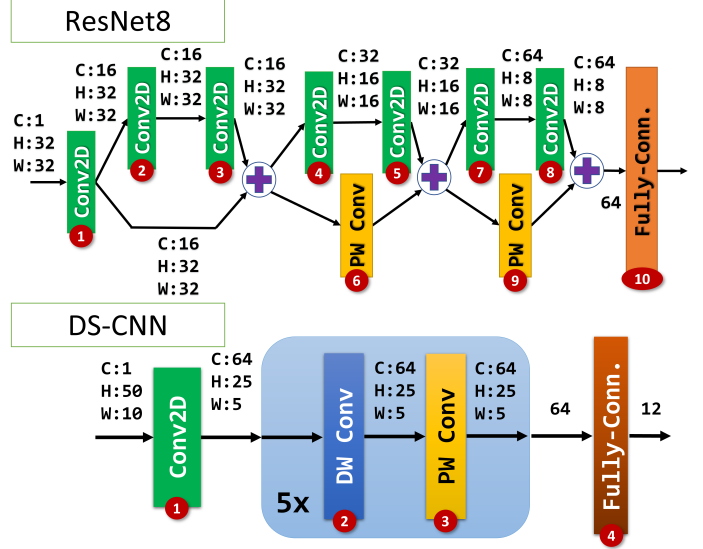 ResNet8
C:1
H:32
W:32
Conv2D
1
C:16
H:32
W:32
Conv2D
2
C:16
H:32
W:32
Conv2D
3
C:16
H:32
W:32
C:16
H:32
W:32
Conv2D
4
C:32
H:16
W:16
Conv2D
5
C:32
H:16
W:16
PW Conv
6
Conv2D
7
C:64
H:8
W:8
Conv2D
8
C:64
H:8
W:8
PW Conv
9
64
Fully-Conn.
10
DS-CNN
C:1
H:50
W:10
Conv2D
1
C:64
H:25
W:5
5x
DW Conv
2
C:64
H:25
W:5
PW Conv
3
C:64
H:25
W:5
64
Fully-Conn.
4
12